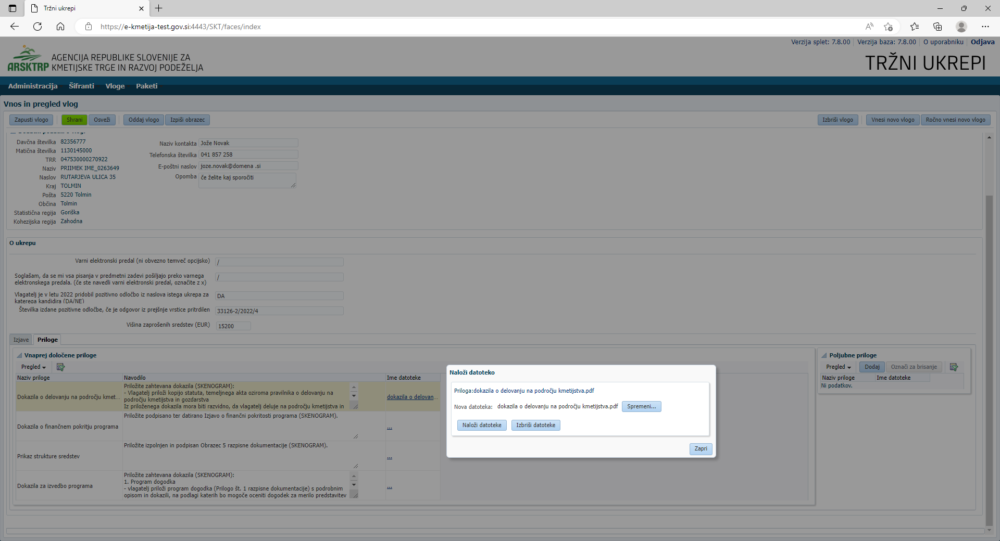 Tržni ukrepi
https://e-kmetija-test.gov.si:4443/SKT/faces/index
Verzija splet: 7.8.00 Verzija baza: 7.8.00 O uporabniku Odjava
ARSKTRP
AGENCIJA REPUBLIKE SLOVENIJE ZA
KMETIJSKE TRGE IN RAZVOJ PODEŽELJA
TRŽNI UKREPI
Administracija Šifranti Vloge Paketi
Vnos in pregled vlog
Zapusti vlogo Shrani Osveži Oddaj vlogo Izpiši obrazec Izbriši vlogo Vnesi novo vlogo Ročno vnesi novo vlogo
Davčna številka 82356777
Matična številka 1130145000
TRR 047530000270922
Naziv PRIIMEK IME_0263649
Naslov RUTARJEVA ULICA 35
Kraj TOLMIN
Pošta 5220 Tolmin
Občina Tolmin
Statistična regija Goriška
Kohezijska regija Zahodna
Naziv kontakta Jože Novak
Telefonska številka 041 857 258
E-poštni naslov joze.novak@domena .si
Opomba če želite kaj sporočiti
O ukrepu
Varni elektronski predal (ni obvezno temveč opcijsko) /
Soglašam, da se mi vsa pisanja v predmetni zadevi pošiljajo preko varnega
elektronskega predala. (če ste navedli varni elektronski predal, označite z x) /
Vlagatelj je v letu 2022 pridobil pozitivno odločbo iz naslova istega ukrepa za
katerega kandidira (DA/NE) DA
Številka izdane pozitivne odločbe, če je odgovor iz prejšnje vrstice pritrdilen 33126-2/2022/4
Višina zaprošenih sredstev (EUR) 15200
Izjave Priloge
Vnaprej določene priloge
Pregled
Naziv priloge Navodilo Ime datoteke
Dokazila o delovanju na področju kmet...
Priložite zahtevana dokazila (SKENOGRAM):
- Vlagatelj priloži kopijo statuta, temeljnega akta oziroma pravilnika o delovanju na
področju kmetijstva in gozdarstva
Iz priloženega dokazila mora biti razvidno, da vlagatelj deluje na področju kmetijstva in
dokazila o delovan...
Dokazila o finančnem pokritju programa
Priložite podpisano ter datirano Izjavo o finančni pokritosti programa (SKENOGRAM).
...
Prikaz strukture sredstev
Priložite izpolnjen in podpisan Obrazec 5 razpisne dokumentacije (SKENOGRAM).
...
Dokazila za izvedbo programa
Priložite zahtevana dokazila (SKENOGRAM):
1. Program dogodka
- vlagatelj priloži program dogodka (Prilogo št. 1 razpisne dokumentacije) s podrobnim
opisom in dokazili, na podlagi katerih bo mogoče oceniti dogodek za merilo predstavitev
...
Naloži datoteko
Priloga:dokazila o delovanju na področju kmetijstva.pdf
Nova datoteka: dokazila o delovanju na področju kmetijstva.pdf Spremeni...
Naloži datoteke Izbriši datoteke
Zapri
Poljubne priloge
Pregled Dodaj Označi za brisanje
Naziv priloge Ime datoteke
Ni podatkov.